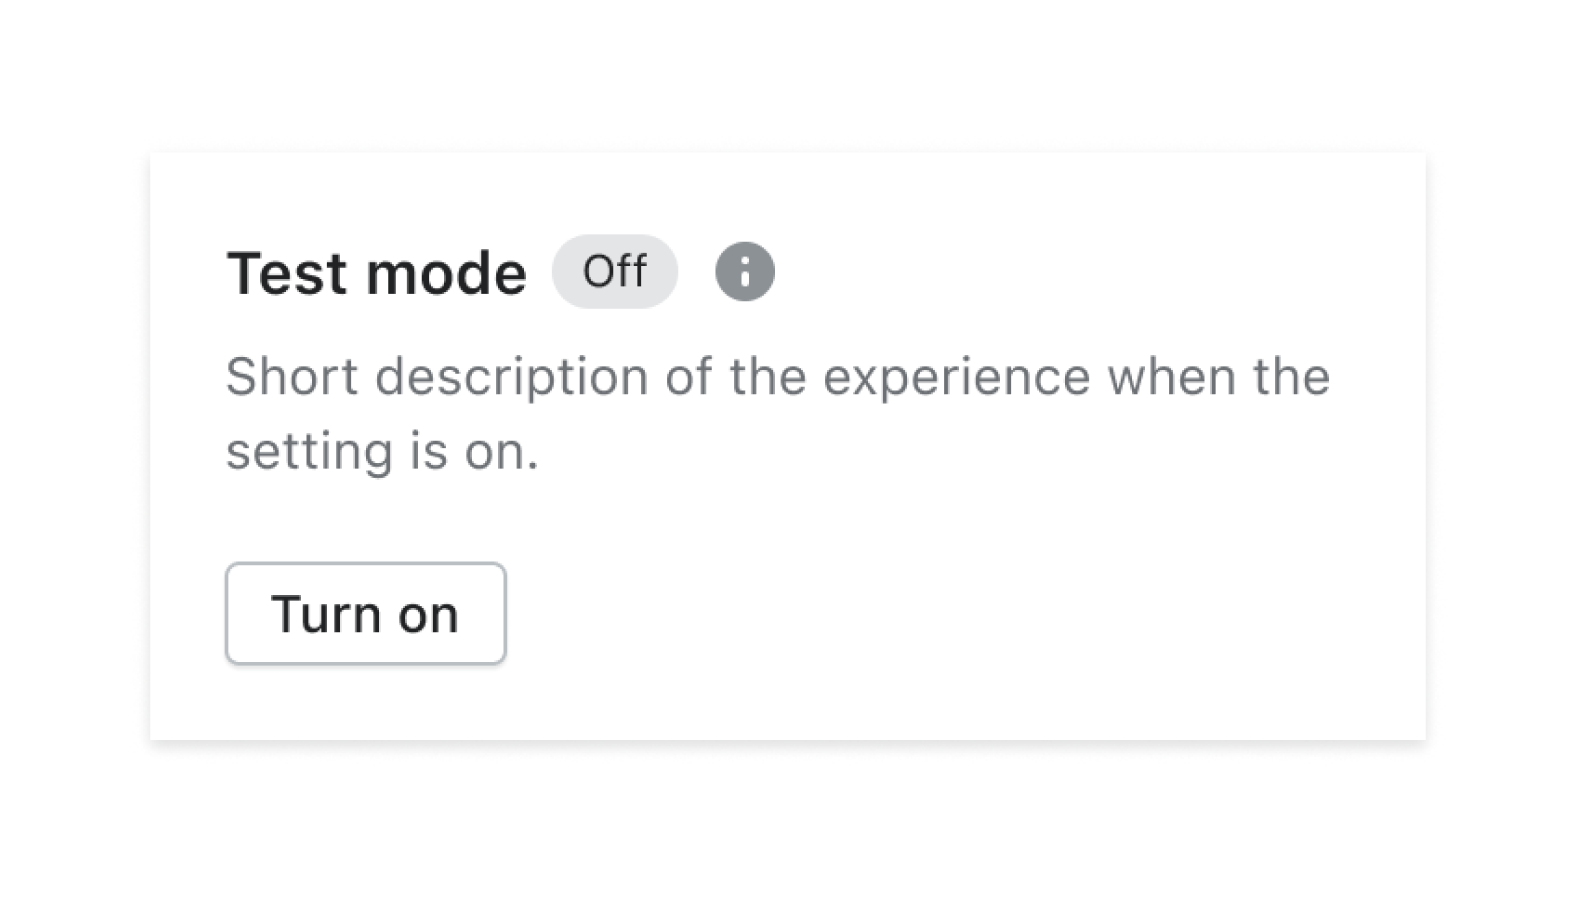 Test mode Off
Short description of the experience when the
setting is on.
Turn on